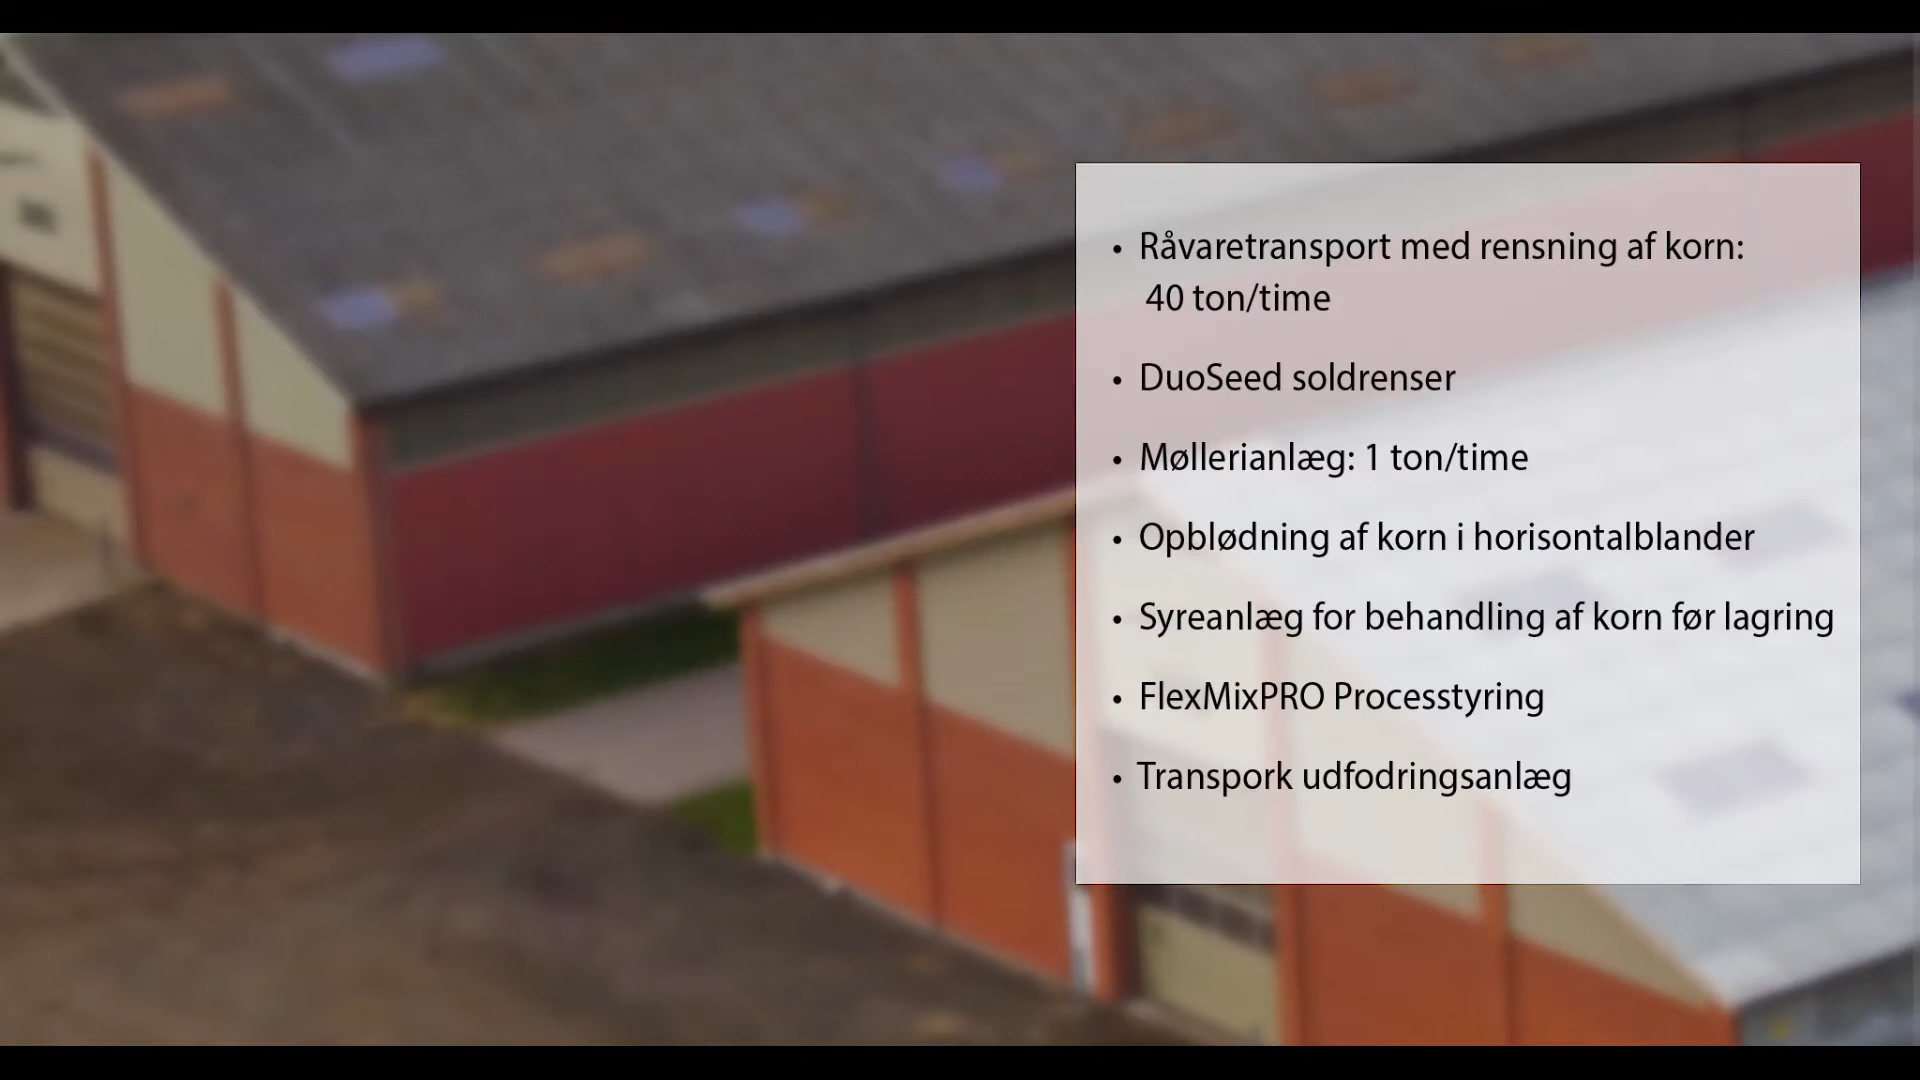 • Råvaretransport med rensning af korn:
40 ton/time
• DuoSeed soldrenser
• Møllerianlæg: 1 ton/time
• Opblødning af korn i horisontalblander
• Syreanlæg for behandling af korn før lagring
• FlexMixPRO Processtyring
• Transpork udfodringsanlæg